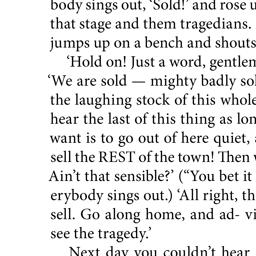 body sings out, ‘Sold!’ and rose u
that stage and them tragedians.
jumps up on a bench and shouts
‘Hold on! Just a word, gentlem
‘We are sold — mighty badly sol
the laughing stock of this whole
hear the last of this thing as lon
want is to go out of here quiet, a
sell the REST of the town! Then w
Ain’t that sensible?’ (“You bet it
erybody sings out.) ‘All right, th
sell. Go along home, and ad- vi
see the tragedy.’
Next day you couldn’t hear